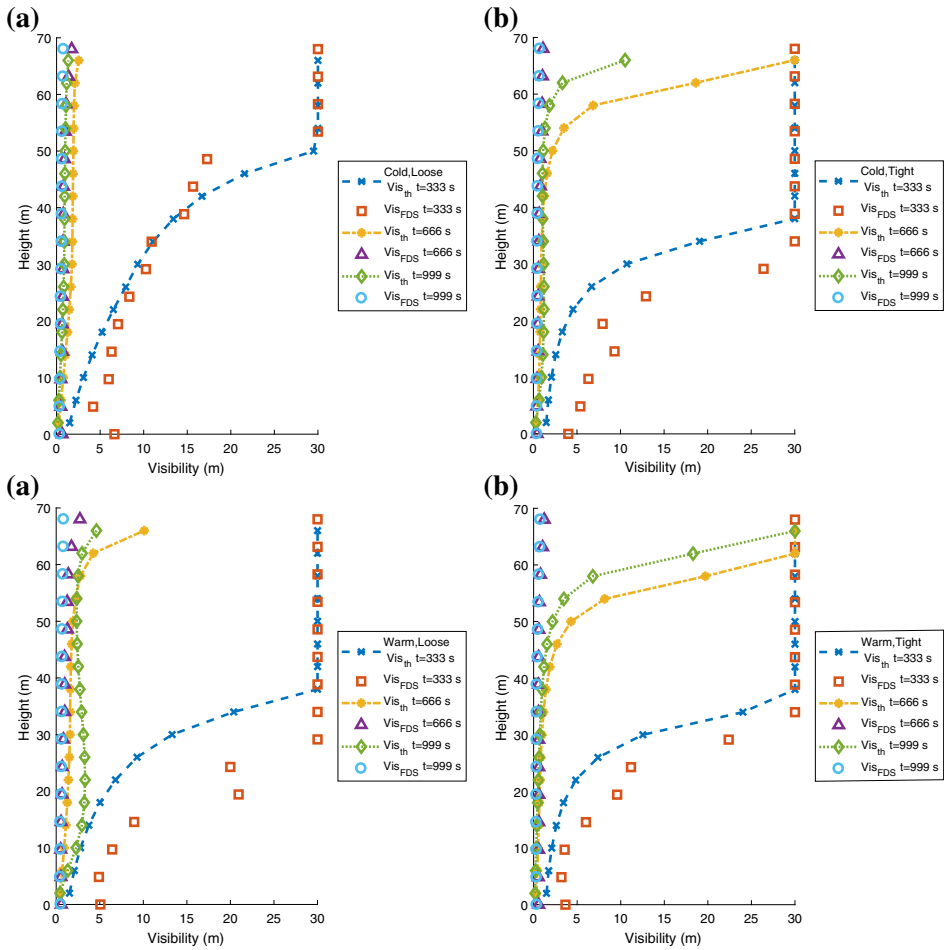 (a)
70
60
50
40
30
20
10
0
Height (m)
0 5 10 15 20 25 30
Visibility (m)
Cold,Loose
Vis_th t=333 s
Vis_FDS t=333 s
Vis_th t=666 s
Vis_FDS t=666 s
Vis_th t=999 s
Vis_FDS t=999 s
(b)
70
60
50
40
30
20
10
0
Height (m)
0 5 10 15 20 25 30
Visibility (m)
Cold,Tight
Vis_th t=333 s
Vis_FDS t=333 s
Vis_th t=666 s
Vis_FDS t=666 s
Vis_th t=999 s
Vis_FDS t=999 s
(a)
70
60
50
40
30
20
10
0
Height (m)
0 5 10 15 20 25 30
Visibility (m)
Warm,Loose
Vis_th t=333 s
Vis_FDS t=333 s
Vis_th t=666 s
Vis_FDS t=666 s
Vis_th t=999 s
Vis_FDS t=999 s
(b)
70
60
50
40
30
20
10
0
Height (m)
0 5 10 15 20 25 30
Visibility (m)
Warm,Tight
Vis_th t=333 s
Vis_FDS t=333 s
Vis_th t=666 s
Vis_FDS t=666 s
Vis_th t=999 s
Vis_FDS t=999 s